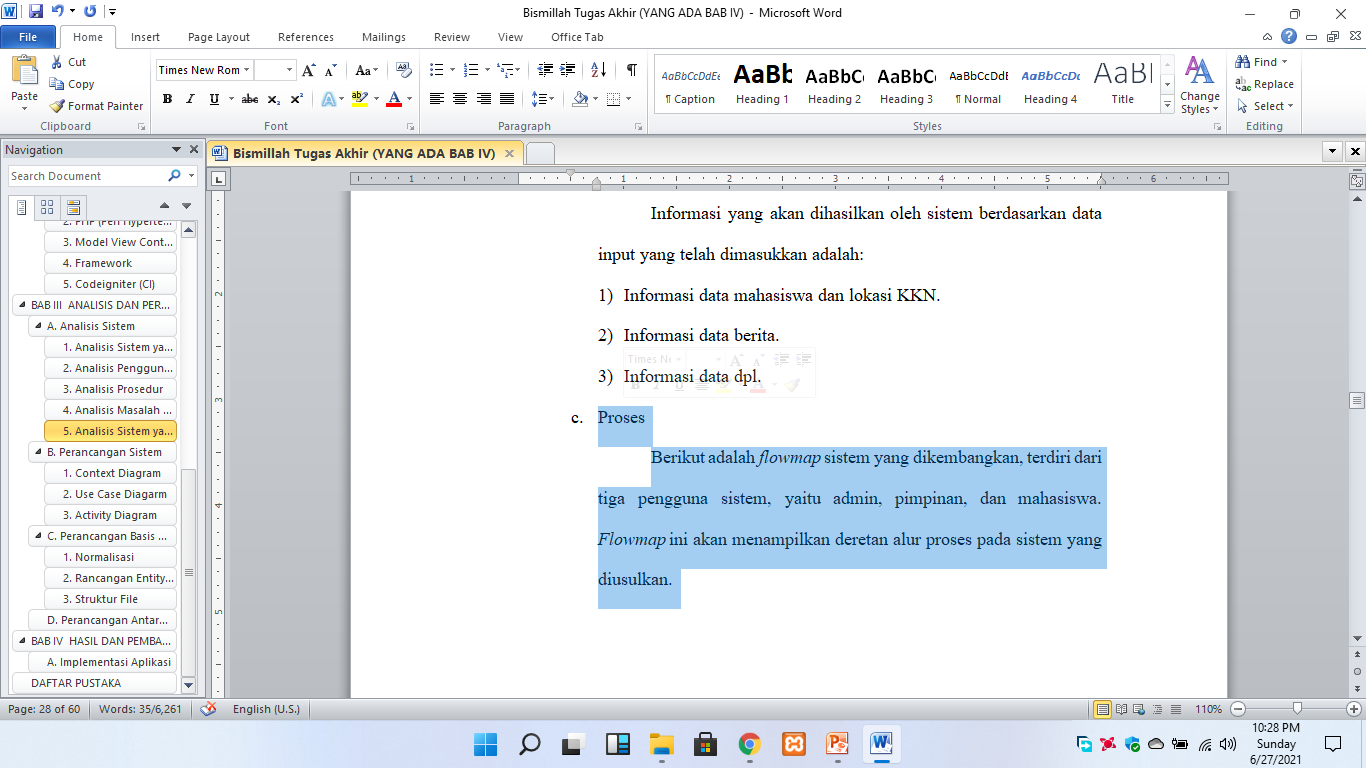 Bismillah Tugas Akhir (YANG ADA BAB IV) - Microsoft Word
File Home Insert Page Layout References Mailings Review View Office Tab
Paste
Cut
Copy
Format Painter
Clipboard
Times New Rom
Font
Paragraph
AaBbCcDdEe AaBb AaBbCc AaBbCc AaBbCcDdE AaBbCcDc AaBb
¶ Caption Heading 1 Heading 2 Heading 3 ¶ Normal Heading 4 Title
Styles
Change
Styles
Find
Replace
Select
Editing
Navigation
Search Document
Bismillah Tugas Akhir (YANG ADA BAB IV)
3. Model View Cont...
4. Framework
5. Codeigniter (CI)
BAB III ANALISIS DAN PER...
A. Analisis Sistem
1. Analisis Sistem ya...
2. Analisis Penggun...
3. Analisis Prosedur
4. Analisis Masalah ...
5. Analisis Sistem ya...
B. Perancangan Sistem
1. Context Diagram
2. Use Case Diagarm
3. Activity Diagram
C. Perancangan Basis ...
1. Normalisasi
2. Rancangan Entity...
3. Struktur File
D. Perancangan Antar...
BAB IV HASIL DAN PEMBA...
A. Implementasi Aplikasi
DAFTAR PUSTAKA
Informasi yang akan dihasilkan oleh sistem berdasarkan data
input yang telah dimasukkan adalah:
1) Informasi data mahasiswa dan lokasi KKN.
2) Informasi data berita.
3) Informasi data dpl.
c. Proses
Berikut adalah flowmap sistem yang dikembangkan, terdiri dari
tiga pengguna sistem, yaitu admin, pimpinan, dan mahasiswa.
Flowmap ini akan menampilkan deretan alur proses pada sistem yang
diusulkan.
Page: 28 of 60 Words: 35/6,261 English (U.S.) 110%
10:28 PM
Sunday
6/27/2021